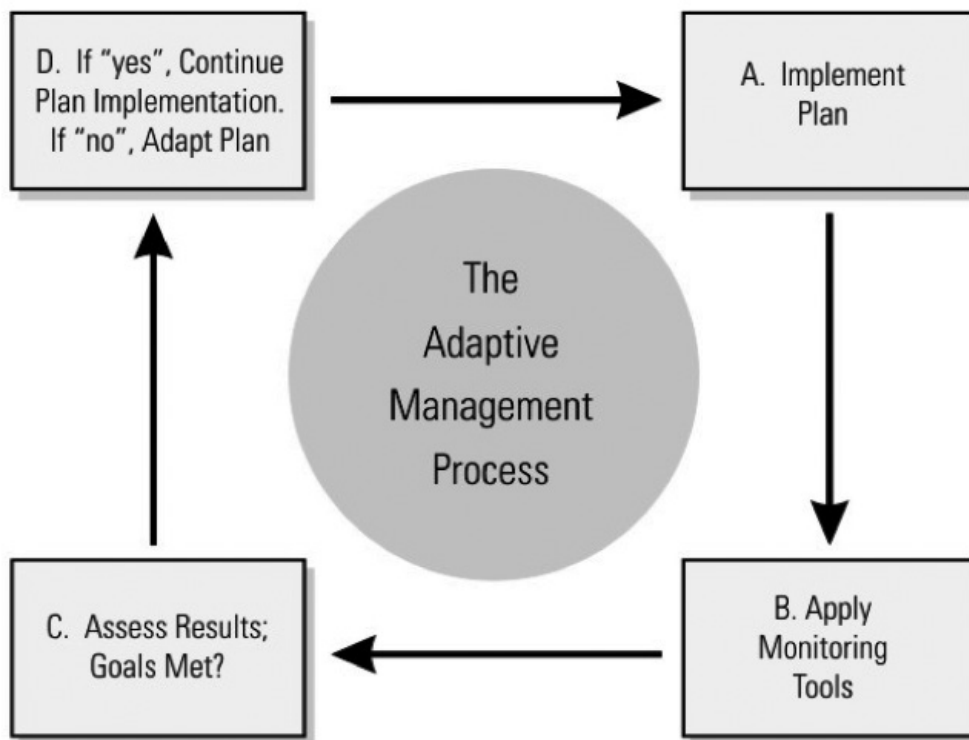 D. If “yes”, Continue
Plan Implementation.
If “no”, Adapt Plan
A. Implement
Plan
The
Adaptive
Management
Process
C. Assess Results;
Goals Met?
B. Apply
Monitoring
Tools